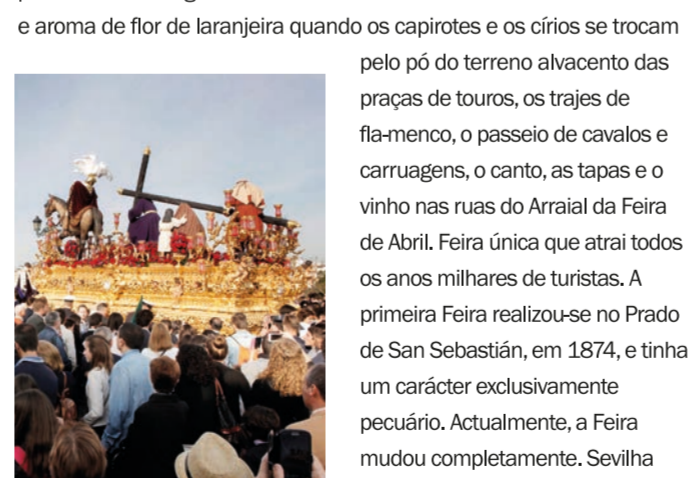 e aroma de flor de laranjeira quando os capirotes e os círios se trocam
pelo pó do terreno alvacento das
praças de touros, os trajes de
fla-menco, o passeio de cavalos e
carruagens, o canto, as tapas e o
vinho nas ruas do Arraial da Feira
de Abril. Feira única que atrai todos
os anos milhares de turistas. A
primeira Feira realizou-se no Prado
de San Sebastián, em 1874, e tinha
um carácter exclusivamente
pecuário. Actualmente, a Feira
mudou completamente. Sevilha